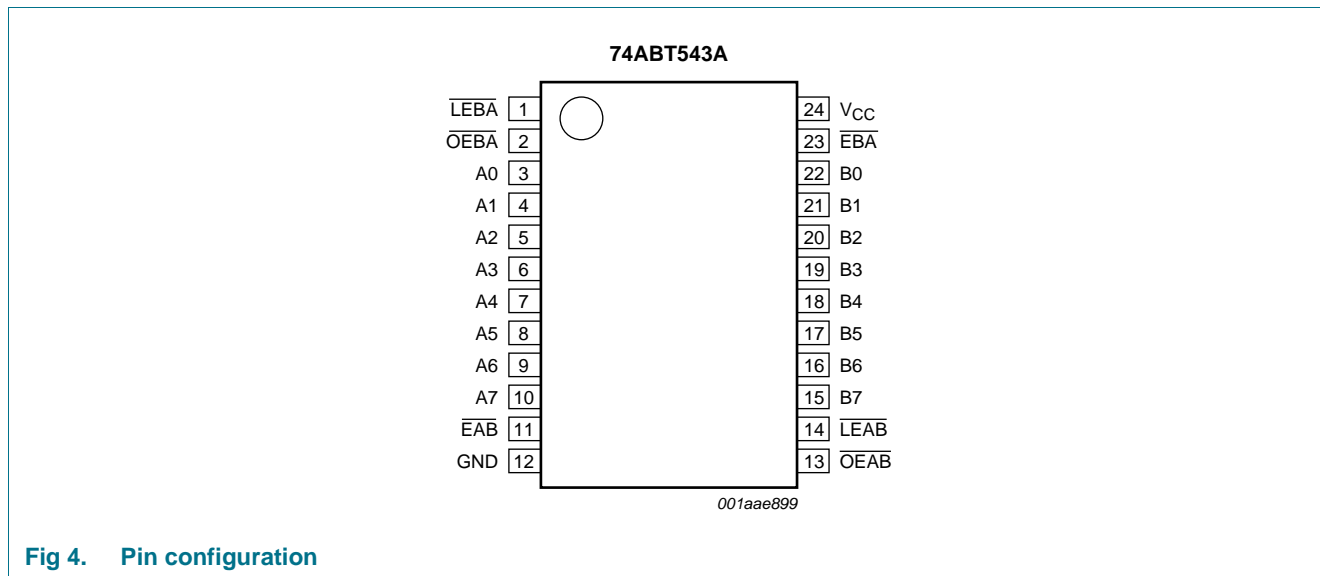 74ABT543A
LEBA 1 24 VCC
OEBA 2 23 EBA
A0 3 22 B0
A1 4 21 B1
A2 5 20 B2
A3 6 19 B3
A4 7 18 B4
A5 8 17 B5
A6 9 16 B6
A7 10 15 B7
EAB 11 14 LEAB
GND 12 13 OEAB
001aae899
Fig 4. Pin configuration